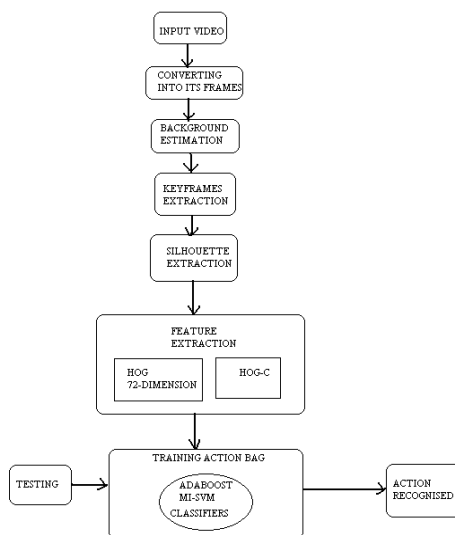 INPUT VIDEO
CONVERTING
INTO ITS FRAMES
BACKGROUND
ESTIMATION
KEYFRAMES
EXTRACTION
SILHOUETTE
EXTRACTION
FEATURE
EXTRACTION
HOG
72-DIMENSION
HOG-C
TRAINING ACTION BAG
TESTING
ADABOOST
MI-SVM
CLASSIFIERS
ACTION
RECOGNISED